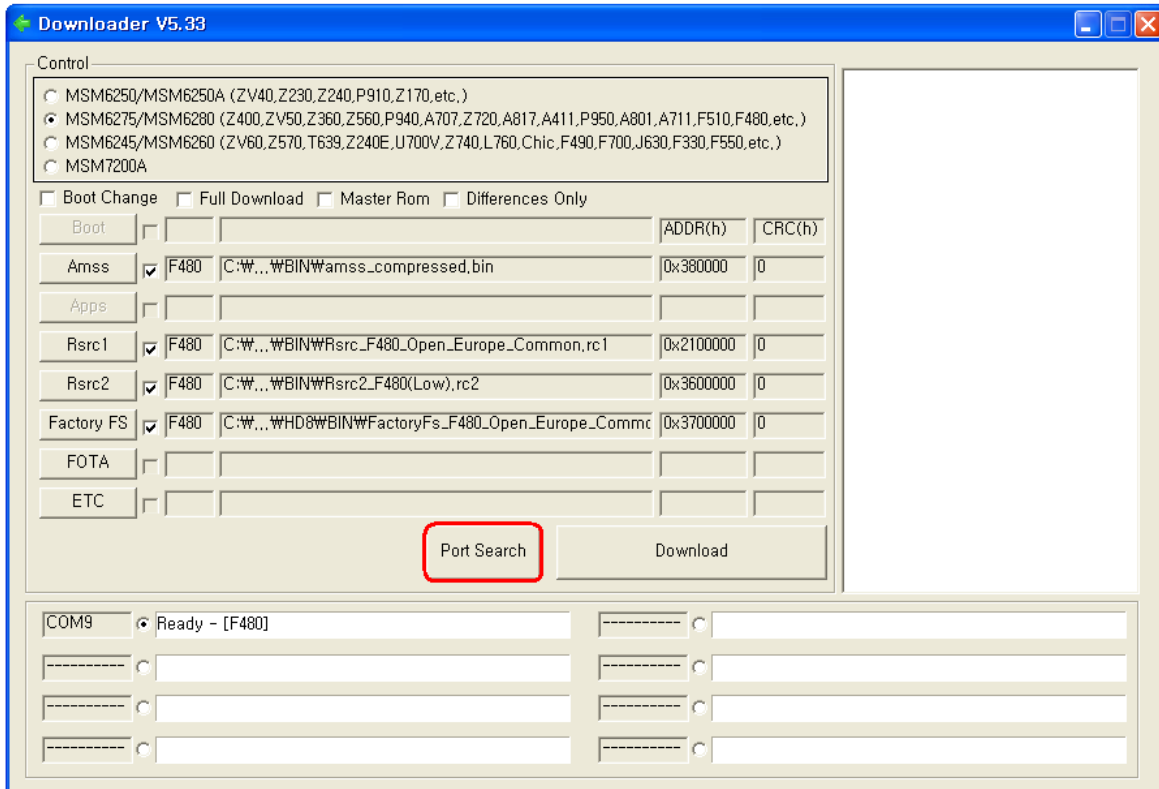 Downloader V5.33
Control
MSM6250/MSM6250A (ZV40,Z230,Z240,P910,Z170,etc.)
MSM6275/MSM6280 (Z400,ZV50,Z360,Z560,P940,A707,Z720,A817,A411,P950,A801,A711,F510,F480,etc.)
MSM6245/MSM6260 (ZV60,Z570,T639,Z240E,U700V,Z740,L760,Chic,F490,F700,J630,F330,F550,etc.)
MSM7200A
Boot Change Full Download Master Rom Differences Only
Boot ADDR(h) CRC(h)
Amss F480 C:₩...₩BIN₩amss_compressed.bin 0x380000 0
Apps
Rsrc1 F480 C:₩...₩BIN₩Rsrc_F480_Open_Europe_Common.rc1 0x2100000 0
Rsrc2 F480 C:₩...₩BIN₩Rsrc2_F480(Low).rc2 0x3600000 0
Factory FS F480 C:₩...₩HD8₩BIN₩FactoryFs_F480_Open_Europe_Commc 0x3700000 0
FOTA
ETC
Port Search Download
COM9 Ready - [F480] ----------
---------- ----------
---------- ----------
---------- ----------